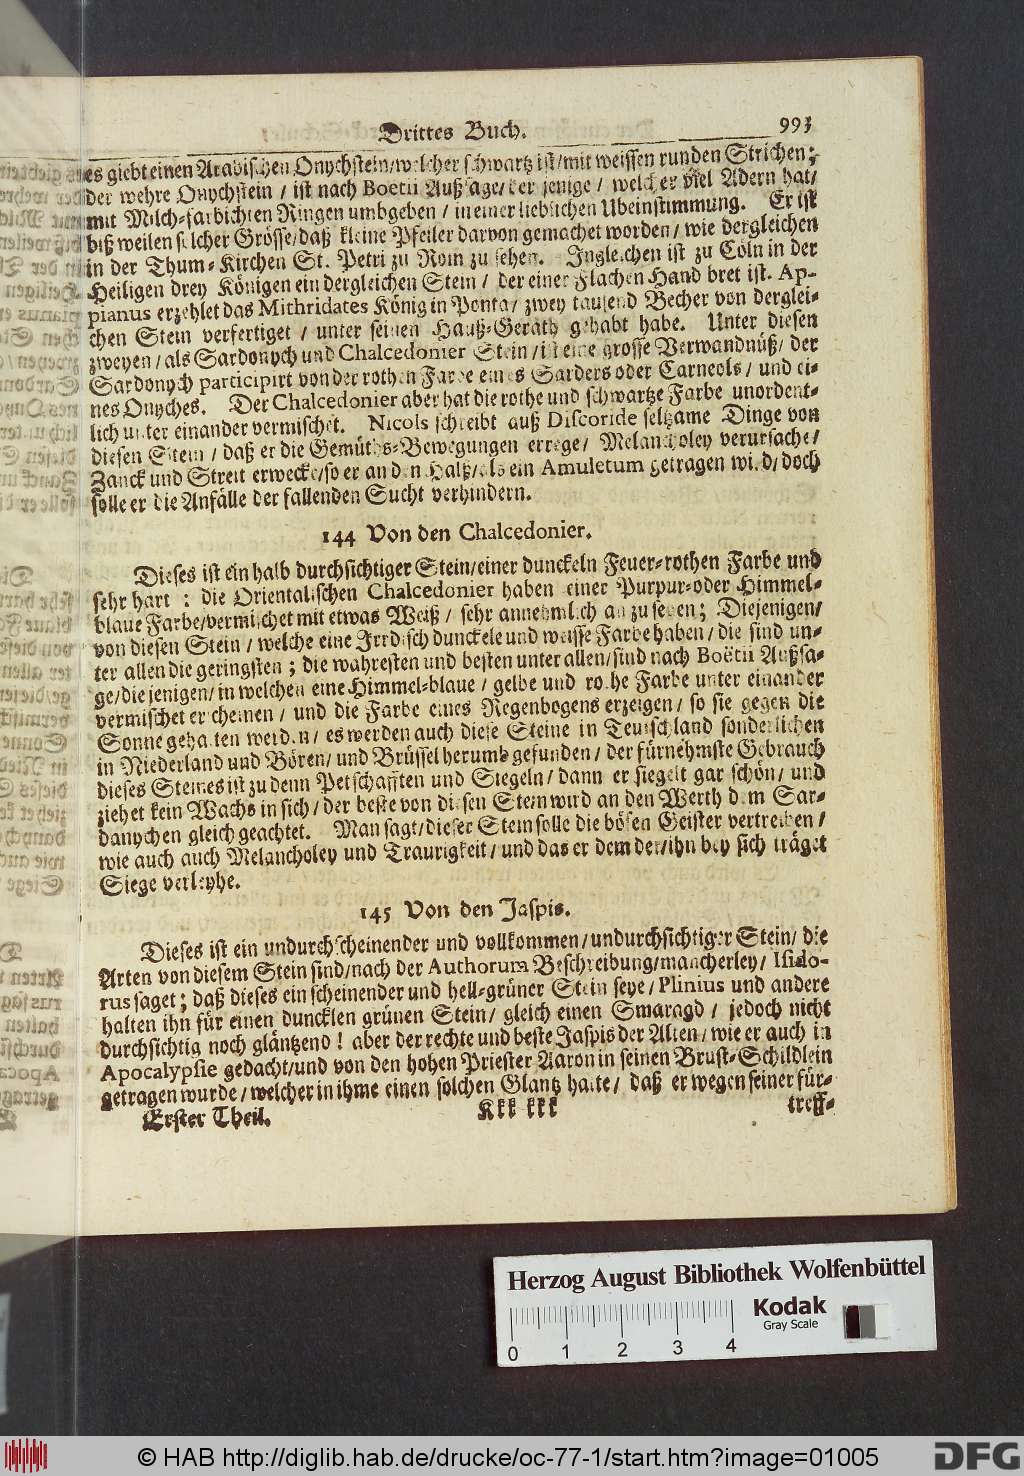 Drittes Buch. 993
es giebt einen Arabischen Onychstein/welcher schwartz ist/mit weissen runden Strichen;
der wehre Onychstein / ist nach Boetii Außsage/der jenige / welcher viel Adern hat/
mit Milch-farbichten Ringen umbgeben / in einer lieblichen Ubeinstimmung. Er ist
biß weilen solcher Grösse/daß kleine Pfeiler darvon gemachet worden / wie dergleichen
in der Thum-Kirchen St. Petri zu Rom zu sehen. Ingleichen ist zu Cöln in der
Heiligen drey Königen ein dergleichen Stein / der einer Flachen Hand bret ist. Ap-
pianus erzehlet das Mithridates König in Ponta / zwey tausend Becher von derglei-
chen Stein verfertiget / unter seinen Hauß-Geräth gehabt habe. Unter diesen
zweyen / als Sardonych und Chalcedonier Stein / ist eine grosse Verwandnüß / der
Sardonych participirt von der rothen Farbe eines Sarders oder Carneols / und ei-
nes Onyches. Der Chalcedonier aber hat die rothe und schwartze Farbe unordent-
lich unter einander vermischet. Nicols schreibt auß Discoride seltzame Dinge von
diesen Stein / daß er die Gemüths-Bewegungen errege / Melancholey verursache/
Zanck und Streit erwecke/so er an den Halß/als ein Amuletum getragen wird/doch
solle er die Anfälle der fallenden Sucht verhindern.
144 Von den Chalcedonier.
Dieses ist ein halb durchsichtiger Stein/einer dunckeln Feuer-rothen Farbe und
sehr hart : die Orientalischen Chalcedonier haben einer Purpur-oder Himmel-
blaue Farbe/vermischet mit etwas Weiß / sehr annehmlich an zu sehen ; Diejenigen/
von diesen Stein / welche eine Irrdisch dunckele und weisse Farbe haben / die sind un-
ter allen die geringsten ; die wahresten und besten unter allen/sind nach Boëtii Außsa-
ge/die jenigen/in welchen eine Himmel-blaue / gelbe und rothe Farbe unter einander
vermischet erscheinen / und die Farbe eines Regenbogens erzeigen / so sie gegen die
Sonne gehalten werden / es werden auch diese Steine in Teutschland sonderlichen
in Niederland und Bören/ und Brüssel herumb gefunden / der fürnehmste Gebrauch
dieses Steines ist zu denn Petschafften und Siegeln / dann er siegelt gar schön / und
ziehet kein Wachs in sich / der beste von diesen Stein wird an den Werth dem Sar-
danychen gleich geachtet. Man sagt/dieser Stein solle die bösen Geister vertreiben /
wie auch auch Melancholey und Traurigkeit / und das er dem der/ihn bey sich träget
Siege verleyhe.
145 Von den Jaspis.
Dieses ist ein undurchscheinender und vollkommen/undurchsichtiger Stein/ die
Arten von diesem Stein sind/nach der Authorum Beschreibung/mancherley/ Isido-
rus saget ; daß dieses ein scheinender und hell-grüner Stein seye / Plinius und andere
halten ihn für einen duncklen grünen Stein / gleich einen Smaragd / jedoch nicht
durchsichtig noch gläntzend ! aber der rechte und beste Jaspis der Alten / wie er auch in
Apocalypsie gedacht/und von den hohen Priester Aaron in seinen Brust-Schildlein
getragen wurde / welcher in ihme einen solchen Glantz hatte / daß er wegen seiner für-
Erster Theil. Kkk kkk treff-
Herzog August Bibliothek Wolfenbüttel
Kodak
Gray Scale
0 1 2 3 4
© HAB http://diglib.hab.de/drucke/oc-77-1/start.htm?image=01005
DFG